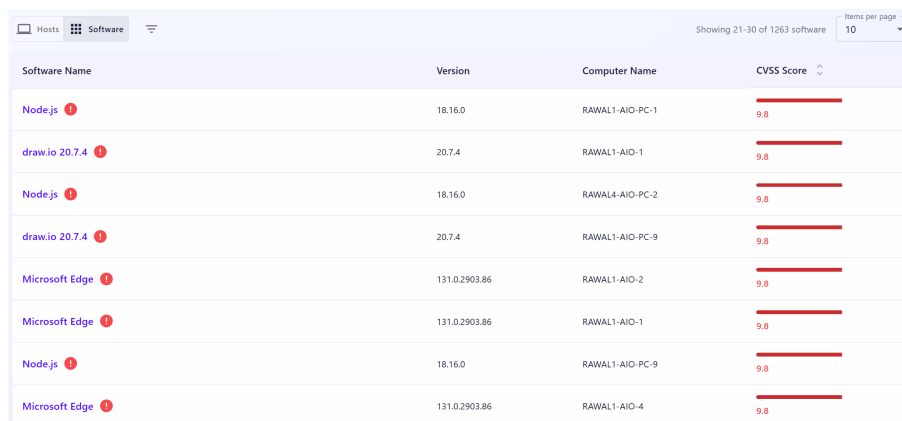 Hosts Software Showing 21-30 of 1263 software Items per page 10
Software Name Version Computer Name CVSS Score
Node.js 18.16.0 RAWAL1-AIO-PC-1 9.8
draw.io 20.7.4 20.7.4 RAWAL1-AIO-1 9.8
Node.js 18.16.0 RAWAL4-AIO-PC-2 9.8
draw.io 20.7.4 20.7.4 RAWAL1-AIO-PC-9 9.8
Microsoft Edge 131.0.2903.86 RAWAL1-AIO-2 9.8
Microsoft Edge 131.0.2903.86 RAWAL1-AIO-1 9.8
Node.js 18.16.0 RAWAL1-AIO-PC-9 9.8
Microsoft Edge 131.0.2903.86 RAWAL1-AIO-4 9.8